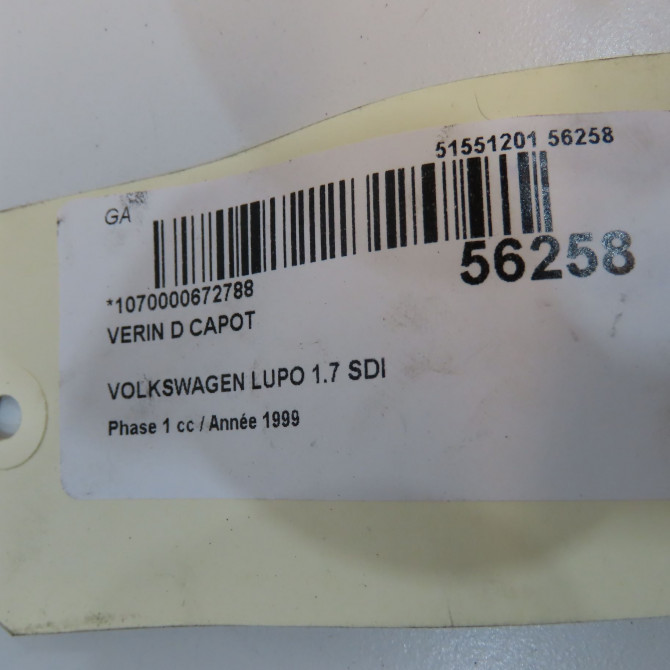 51551201 56258
GA
56258
*1070000672788
VERIN D CAPOT
VOLKSWAGEN LUPO 1.7 SDI
Phase 1 cc / Année 1999